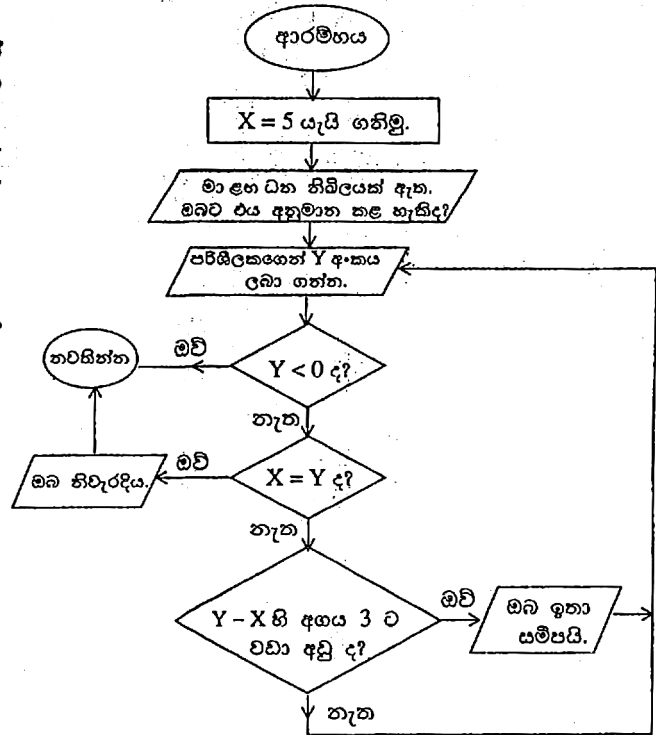 ආරම්භය
X = 5 යැයි ගනිමු.
මා ළඟ ධන නිඛිලයක් ඇත.
ඔබට එය අනුමාන කළ හැකිද?
පරිශීලකගෙන් Y අංකය
ලබා ගන්න.
ඔව්
නවතින්න
Y < 0 ද?
නැත
ඔව්
ඔබ නිවැරදිය.
X = Y ද?
නැත
ඔව්
Y – X හි අගය 3 ට
වඩා අඩු ද?
ඔබ ඉතා
සමීපයි.
නැත